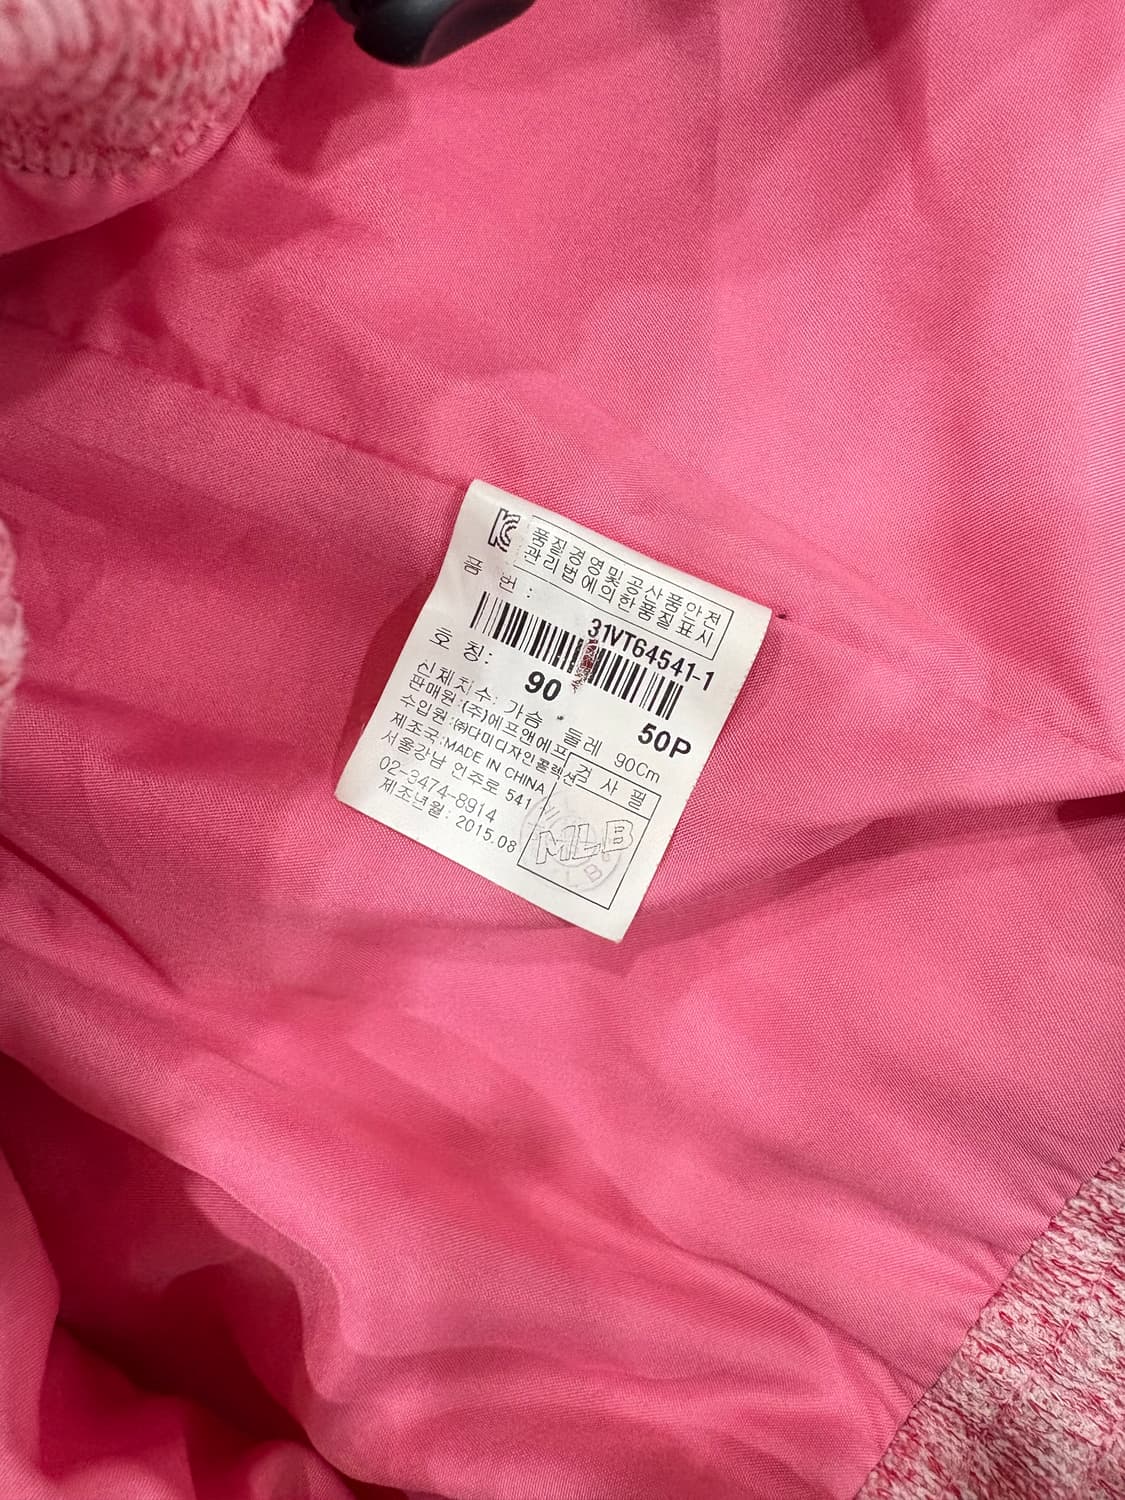 품질경영및공산품안전
관리법에의한품질표시
품 번 :
31VT64541-1
호 칭: 90 50P
신체치수: 가슴 둘레 90Cm
판매원:(주)에프앤에프
수입원:㈜다미디자인콜렉션
제조국:MADE IN CHINA
서울강남 언주로 541
02-3474-8914
제조년월: 2015.08
검 사 필
MLB